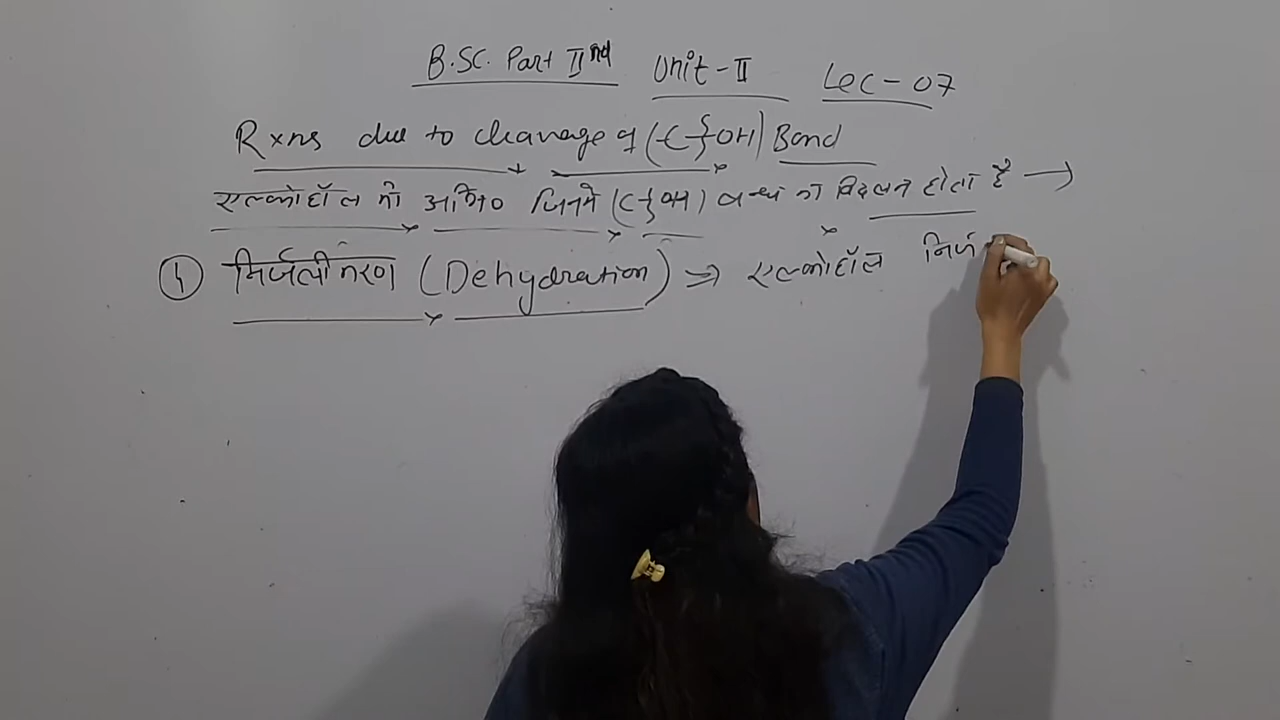 B.SC. Part IInd Unit-II Lec-07
Rxns due to cleavage of (-C-}OH) Bond
एल्कोहॉल की अभि० जिनमें (C-}OH) बन्ध का विदलन होता है →
① निर्जलीकरण (Dehydration) ⇒ एल्कोहॉल निर्ज